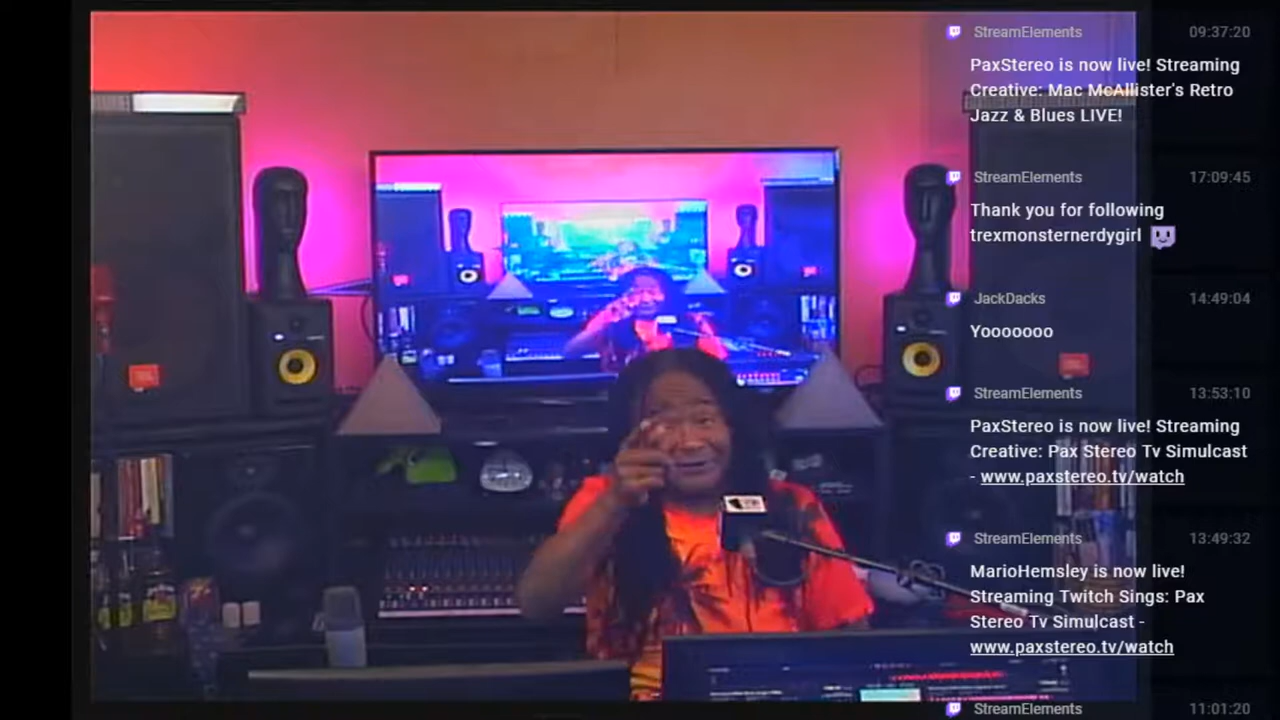 StreamElements 09:37:20
PaxStereo is now live! Streaming
Creative: Mac McAllister's Retro
Jazz & Blues LIVE!
StreamElements 17:09:45
Thank you for following
trexmonsternerdygirl
JackDacks 14:49:04
Yooooooo
StreamElements 13:53:10
PaxStereo is now live! Streaming
Creative: Pax Stereo Tv Simulcast
- www.paxstereo.tv/watch
StreamElements 13:49:32
MarioHemsley is now live!
Streaming Twitch Sings: Pax
Stereo Tv Simulcast -
www.paxstereo.tv/watch
StreamElements 11:01:20
JBL